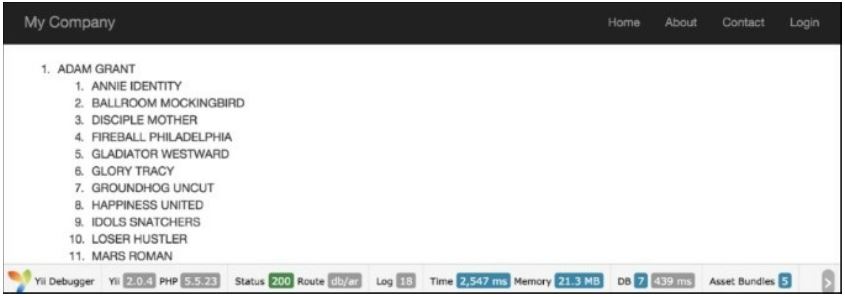 My Company Home About Contact Login
1. ADAM GRANT
1. ANNIE IDENTITY
2. BALLROOM MOCKINGBIRD
3. DISCIPLE MOTHER
4. FIREBALL PHILADELPHIA
5. GLADIATOR WESTWARD
6. GLORY TRACY
7. GROUNDHOG UNCUT
8. HAPPINESS UNITED
9. IDOLS SNATCHERS
10. LOSER HUSTLER
11. MARS ROMAN
Yii Debugger Yii 2.0.4 PHP 5.5.23 Status 200 Route db/ar Log 18 Time 2,547 ms Memory 21.3 MB DB 7 439 ms Asset Bundles 5